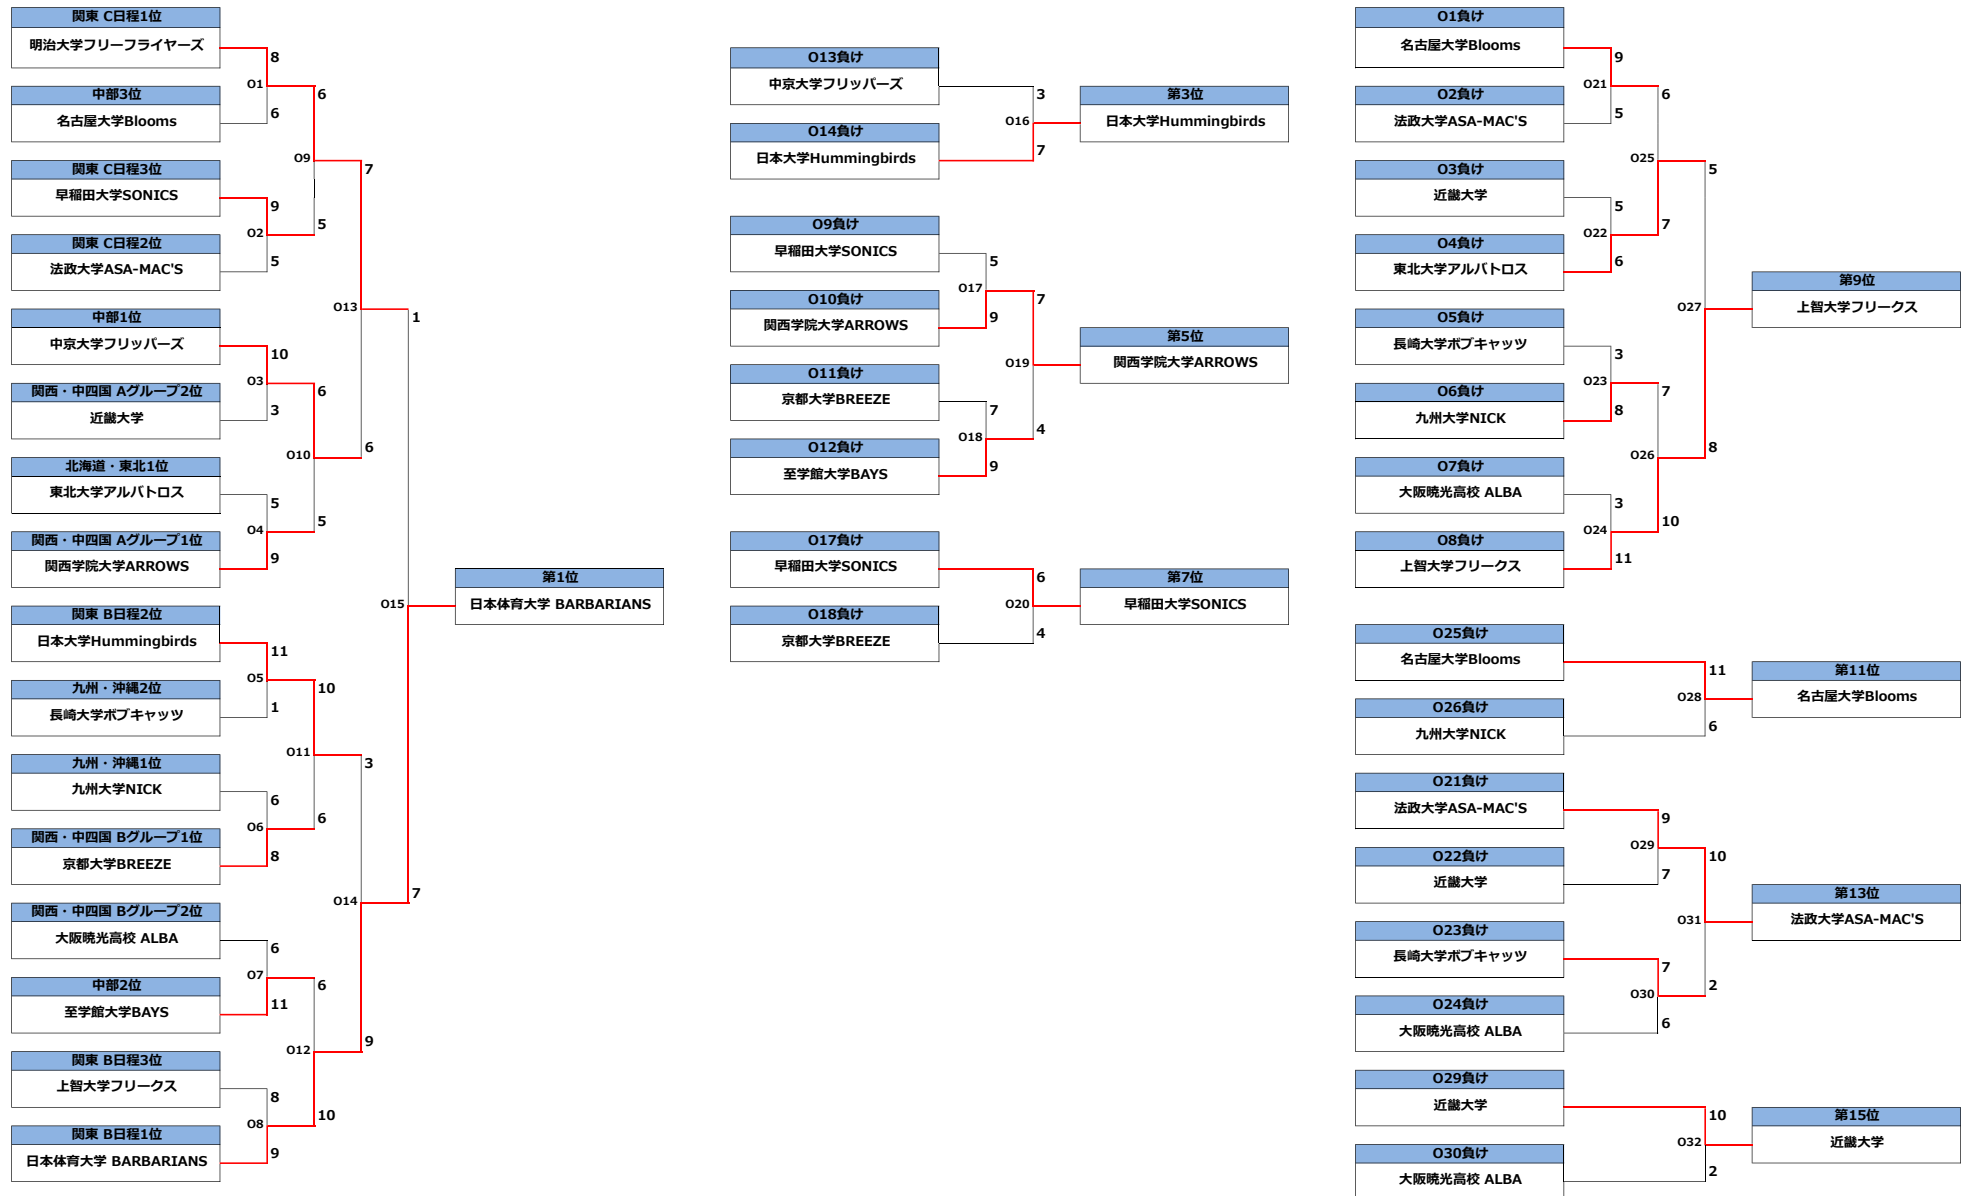 関東 C日程1位
明治大学フリーフライヤーズ
8
O1
6
中部3位
名古屋大学Blooms
6
O9
7
関東 C日程3位
早稲田大学SONICS
9
O2
5
関東 C日程2位
法政大学ASA-MAC'S
5
O13
1
中部1位
中京大学フリッパーズ
10
O3
6
関西・中四国 Aグループ2位
近畿大学
3
O10
6
北海道・東北1位
東北大学アルバトロス
5
O4
5
関西・中四国 Aグループ1位
関西学院大学ARROWS
9
O15
第1位
日本体育大学 BARBARIANS
関東 B日程2位
日本大学Hummingbirds
11
O5
10
九州・沖縄2位
長崎大学ボブキャッツ
1
O11
3
九州・沖縄1位
九州大学NICK
6
O6
6
関西・中四国 Bグループ1位
京都大学BREEZE
8
O14
7
関西・中四国 Bグループ2位
大阪暁光高校 ALBA
6
O7
6
中部2位
至学館大学BAYS
11
O12
9
関東 B日程3位
上智大学フリークス
8
O8
10
関東 B日程1位
日本体育大学 BARBARIANS
9
O13負け
中京大学フリッパーズ
3
O16
第3位
日本大学Hummingbirds
O14負け
日本大学Hummingbirds
7
O9負け
早稲田大学SONICS
5
O17
7
O10負け
関西学院大学ARROWS
9
O19
第5位
関西学院大学ARROWS
O11負け
京都大学BREEZE
7
O18
4
O12負け
至学館大学BAYS
9
O17負け
早稲田大学SONICS
6
O20
第7位
早稲田大学SONICS
O18負け
京都大学BREEZE
4
O1負け
名古屋大学Blooms
9
O21
6
O2負け
法政大学ASA-MAC'S
5
O25
5
O3負け
近畿大学
5
O22
7
O4負け
東北大学アルバトロス
6
O27
第9位
上智大学フリークス
O5負け
長崎大学ボブキャッツ
3
O23
7
O6負け
九州大学NICK
8
O26
8
O7負け
大阪暁光高校 ALBA
3
O24
10
O8負け
上智大学フリークス
11
O25負け
名古屋大学Blooms
11
O28
第11位
名古屋大学Blooms
O26負け
九州大学NICK
6
O21負け
法政大学ASA-MAC'S
9
O29
10
O22負け
近畿大学
7
O31
第13位
法政大学ASA-MAC'S
O23負け
長崎大学ボブキャッツ
7
O30
2
O24負け
大阪暁光高校 ALBA
6
O29負け
近畿大学
10
O32
第15位
近畿大学
O30負け
大阪暁光高校 ALBA
2